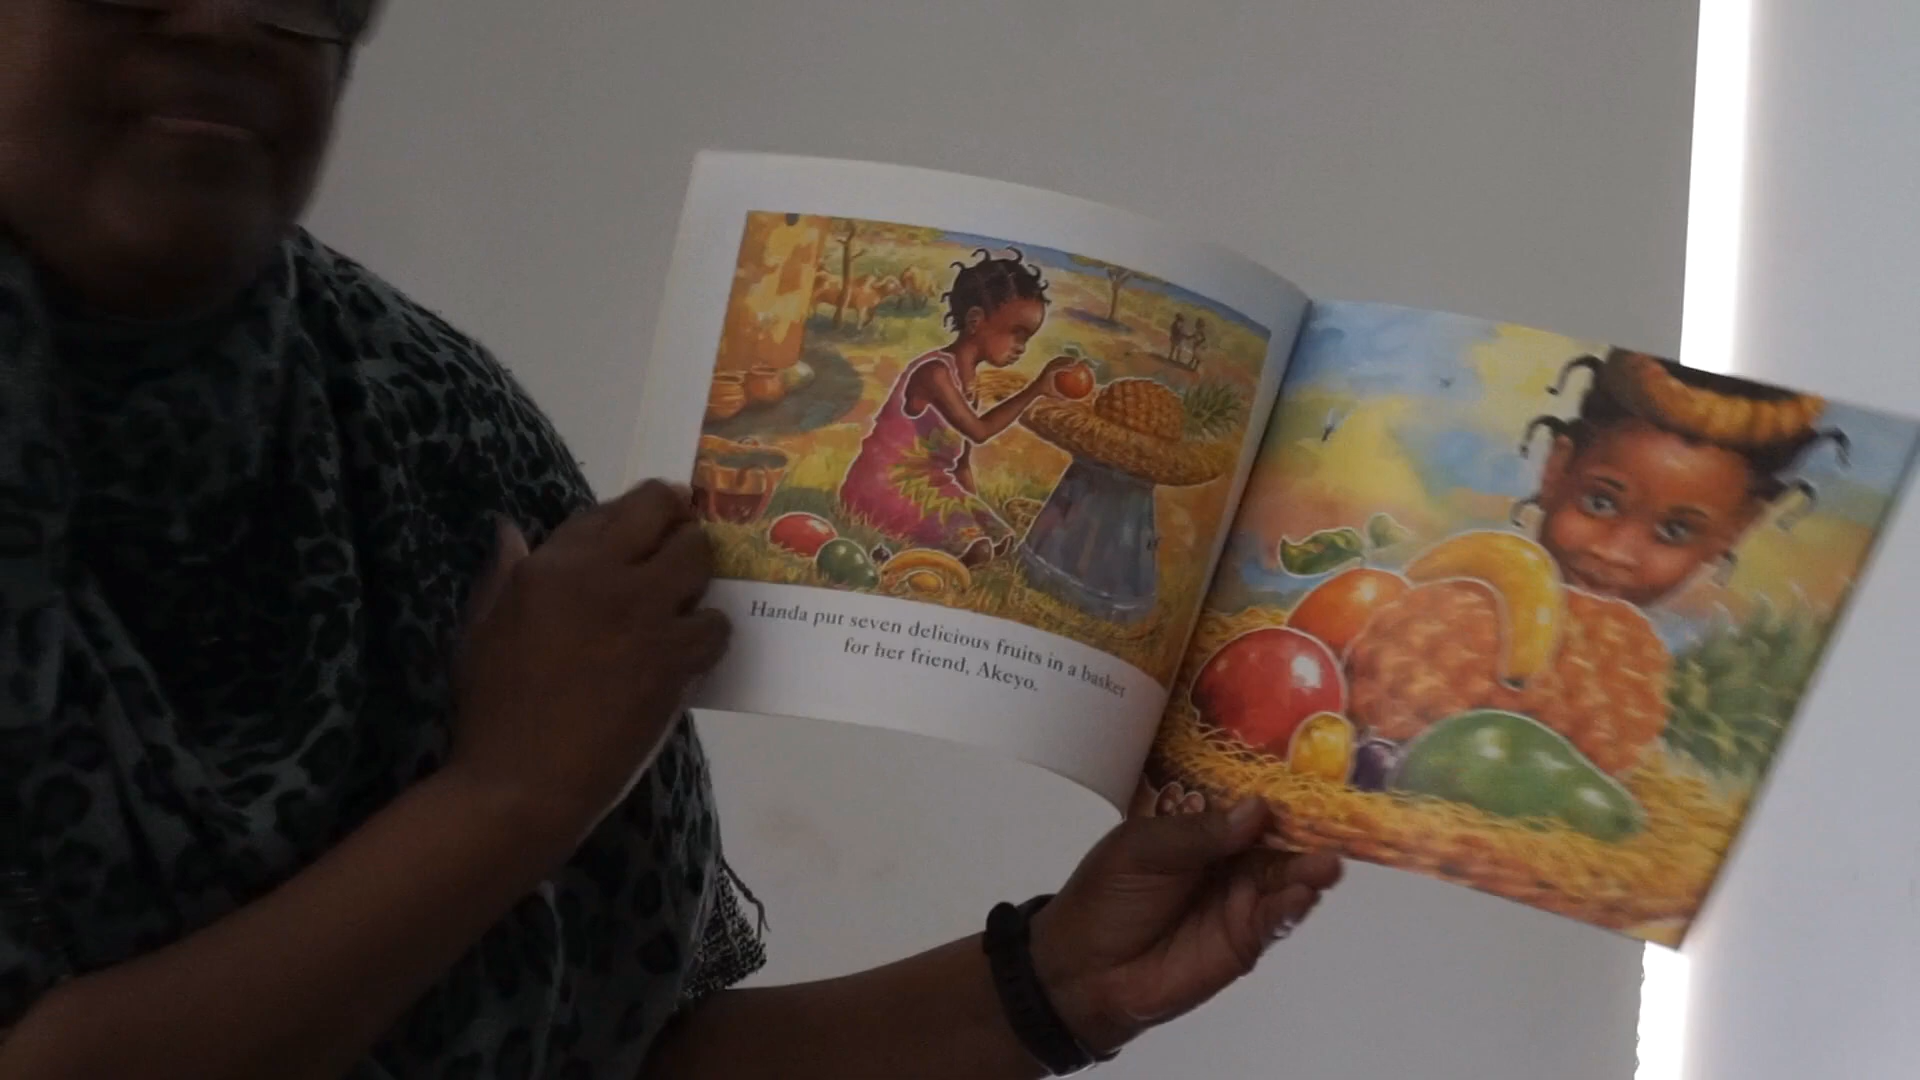 Handa put seven delicious fruits in a basket
for her friend, Akeyo.